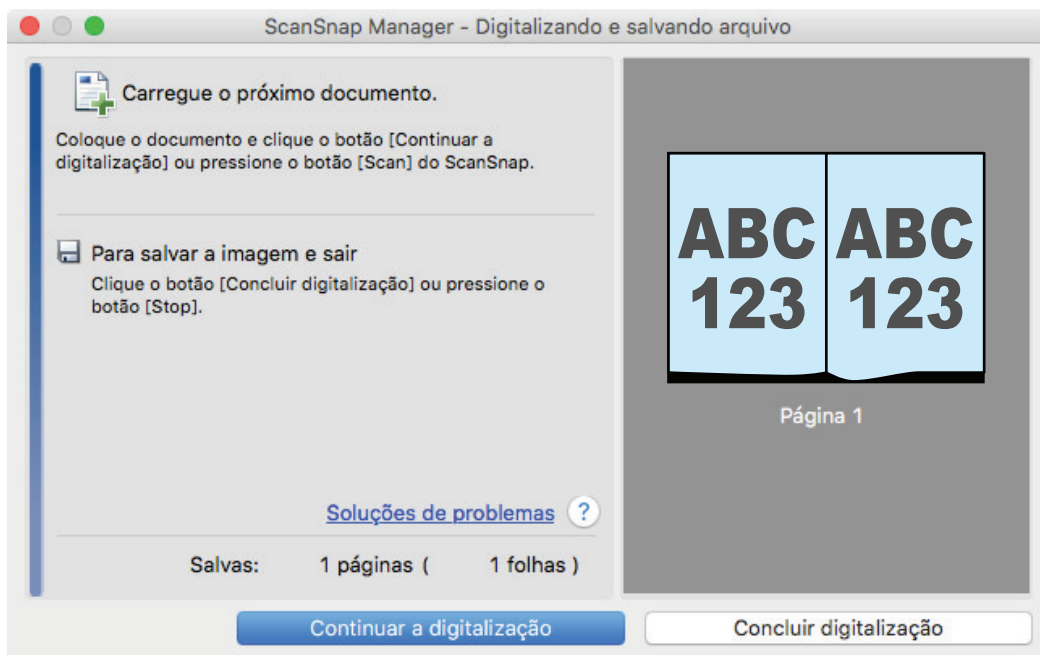 ScanSnap Manager - Digitalizando e salvando arquivo
Carregue o próximo documento.
Coloque o documento e clique o botão [Continuar a
digitalização] ou pressione o botão [Scan] do ScanSnap.
Para salvar a imagem e sair
Clique o botão [Concluir digitalização] ou pressione o
botão [Stop].
Soluções de problemas ?
Salvas: 1 páginas ( 1 folhas )
ABC ABC
123 123
Página 1
Continuar a digitalização
Concluir digitalização